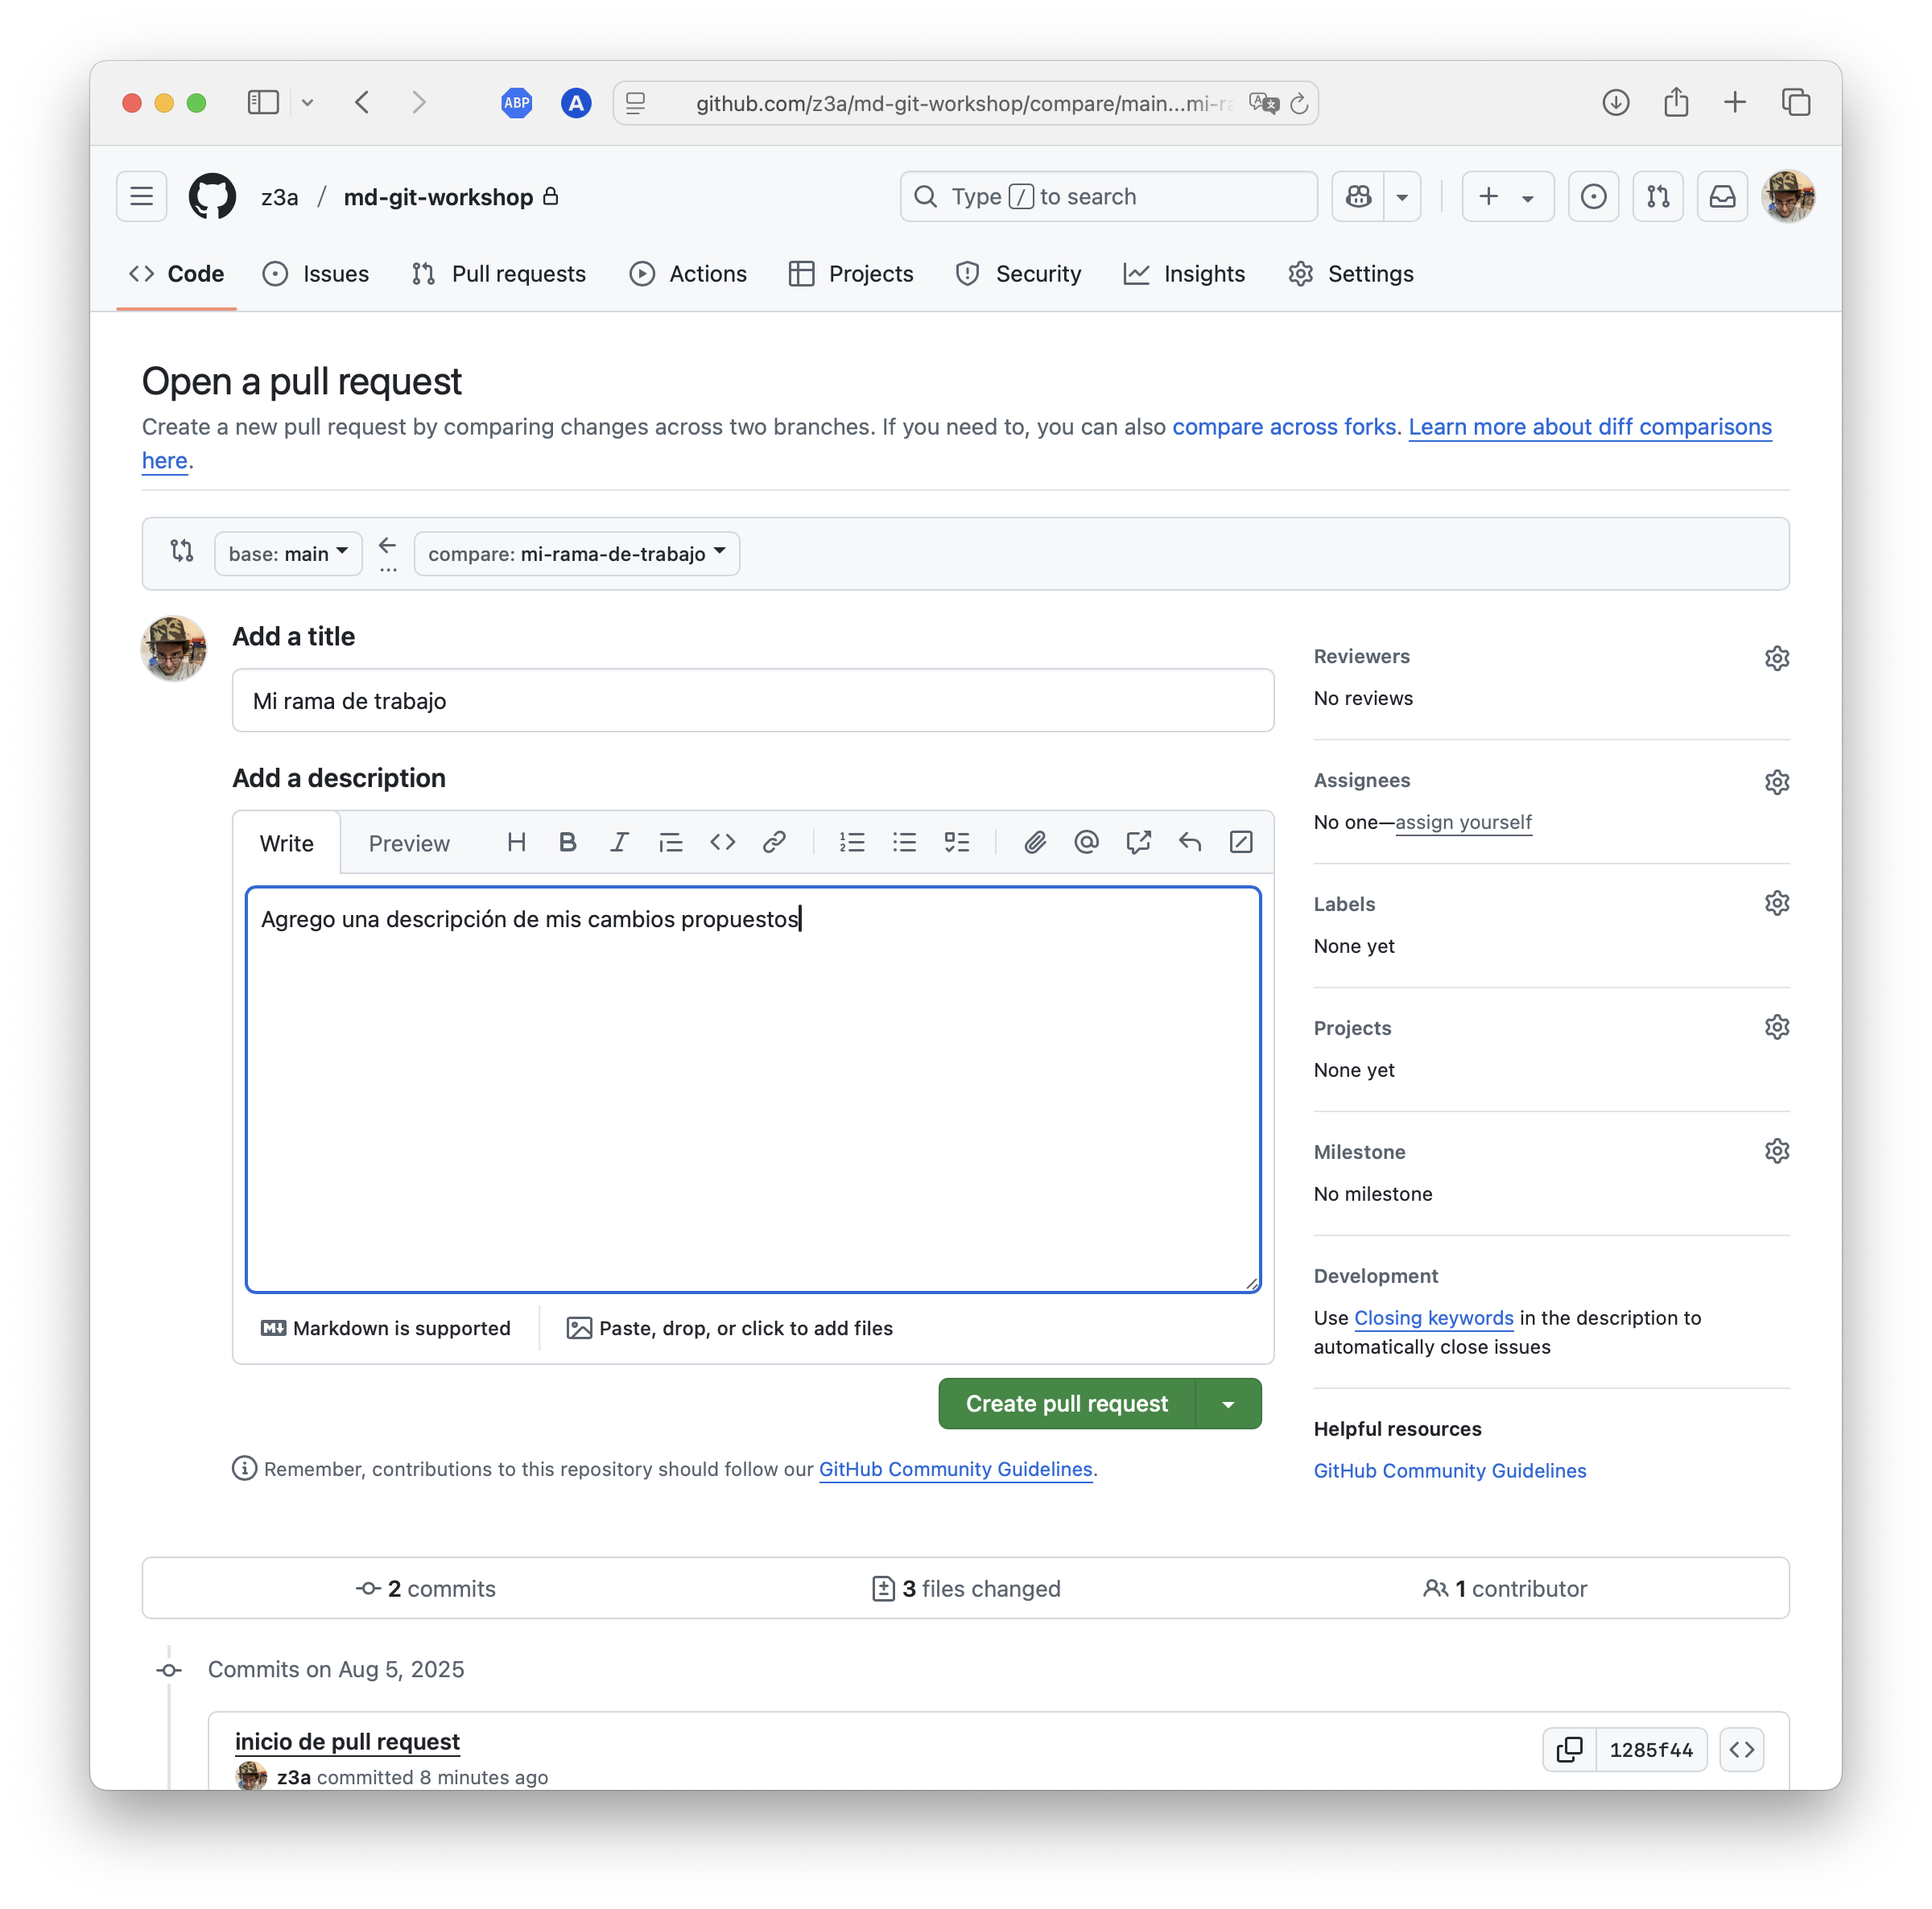 ABP
A
github.com/z3a/md-git-workshop/compare/main...mi-ra
z3a / md-git-workshop
Type / to search
Code
Issues
Pull requests
Actions
Projects
Security
Insights
Settings
Open a pull request
Create a new pull request by comparing changes across two branches. If you need to, you can also compare across forks. Learn more about diff comparisons
here.
base: main
compare: mi-rama-de-trabajo
Add a title
Mi rama de trabajo
Add a description
Write
Preview
Agrego una descripción de mis cambios propuestos
Markdown is supported
Paste, drop, or click to add files
Create pull request
Remember, contributions to this repository should follow our GitHub Community Guidelines.
Reviewers
No reviews
Assignees
No one—assign yourself
Labels
None yet
Projects
None yet
Milestone
No milestone
Development
Use Closing keywords in the description to
automatically close issues
Helpful resources
GitHub Community Guidelines
2 commits
3 files changed
1 contributor
Commits on Aug 5, 2025
inicio de pull request
z3a committed 8 minutes ago
1285f44